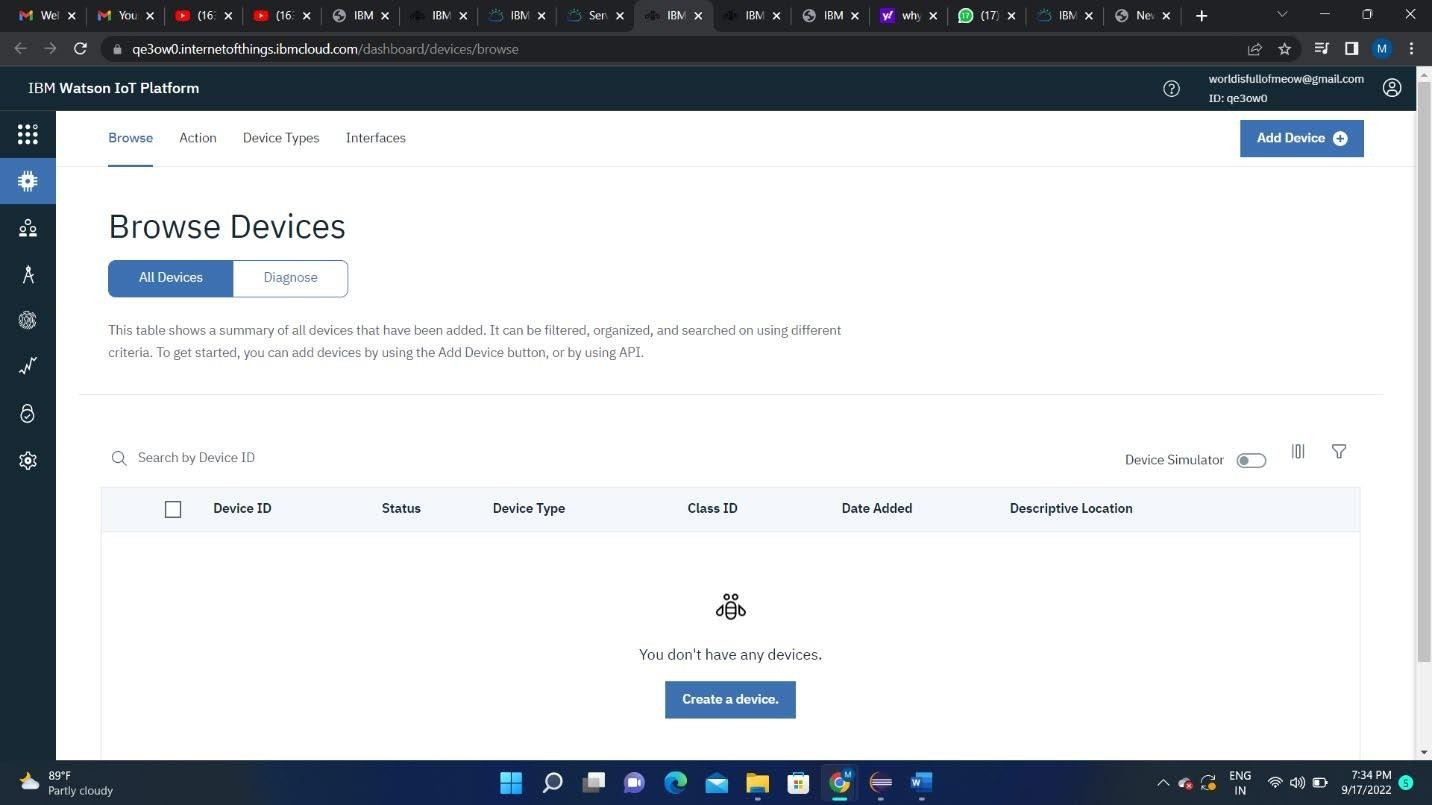 Wel
You
(16
(16
IBM
IBM
IBM
Ser
IBM
IBM
IBM
why
(17)
IBM
Nev
qe3ow0.internetofthings.ibmcloud.com/dashboard/devices/browse
M
IBM Watson IoT Platform
worldisfullofmeow@gmail.com
ID: qe3ow0
Browse Action Device Types Interfaces
Add Device
Browse Devices
All Devices Diagnose
This table shows a summary of all devices that have been added. It can be filtered, organized, and searched on using different
criteria. To get started, you can add devices by using the Add Device button, or by using API.
Search by Device ID
Device Simulator
Device ID Status Device Type Class ID Date Added Descriptive Location
You don't have any devices.
Create a device.
89°F
Partly cloudy
ENG
IN
7:34 PM
9/17/2022
5